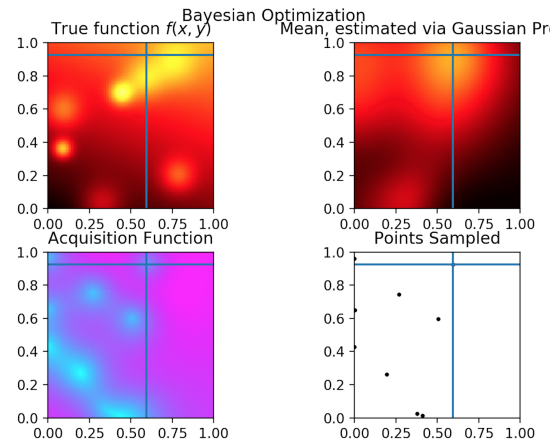 Bayesian Optimization
True function f(x, y)
Mean, estimated via Gaussian Pr
1.0
0.8
0.6
0.4
0.2
0.0
0.00 0.25 0.50 0.75 1.00
1.0
0.8
0.6
0.4
0.2
0.0
0.00 0.25 0.50 0.75 1.00
Acquisition Function
Points Sampled
1.0
0.8
0.6
0.4
0.2
0.0
0.00 0.25 0.50 0.75 1.00
1.0
0.8
0.6
0.4
0.2
0.0
0.00 0.25 0.50 0.75 1.00